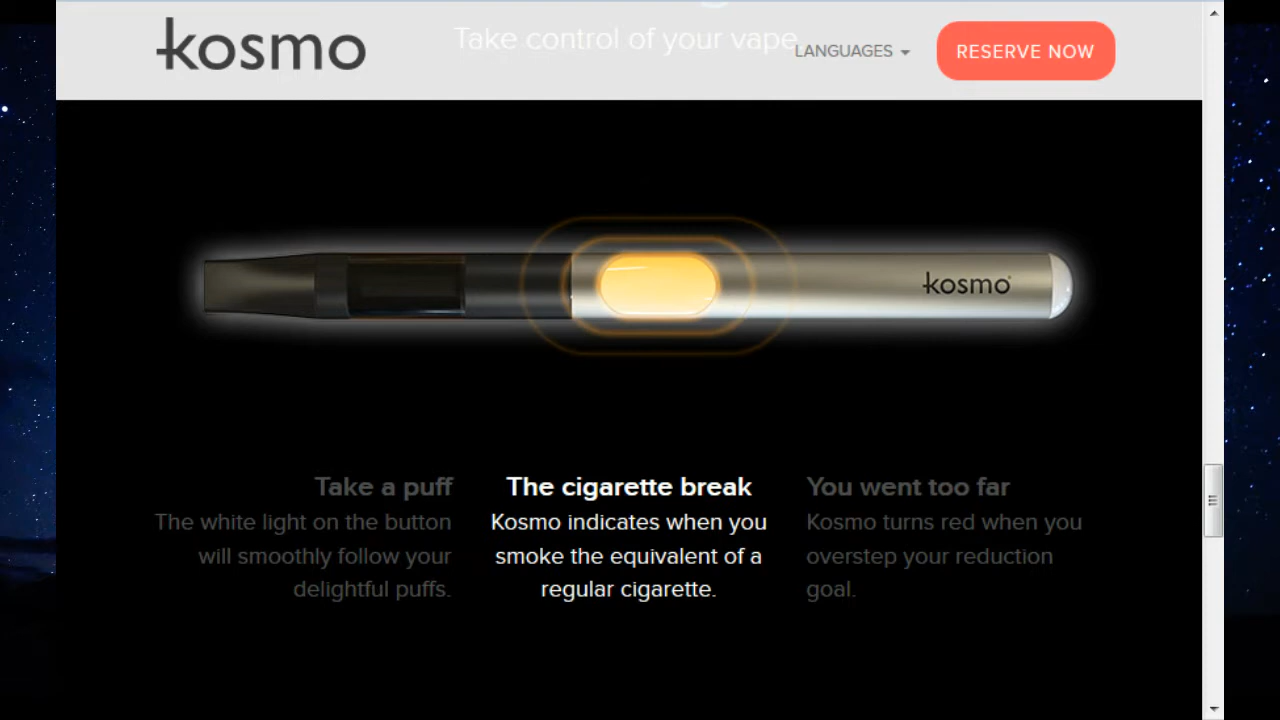 kosmo
Take control of your vape
LANGUAGES
RESERVE NOW
kosmo
Take a puff
The white light on the button
will smoothly follow your
delightful puffs.
The cigarette break
Kosmo indicates when you
smoke the equivalent of a
regular cigarette.
You went too far
Kosmo turns red when you
overstep your reduction
goal.